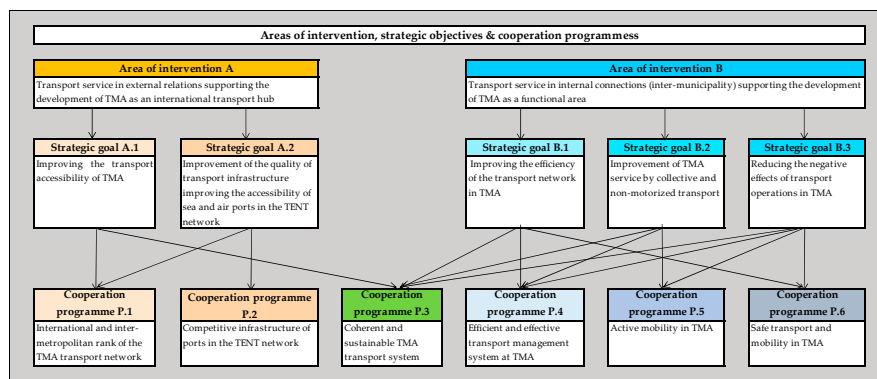 Areas of intervention, strategic objectives & cooperation programmess
Area of intervention A
Transport service in external relations supporting the
development of TMA as an international transport hub
Area of intervention B
Transport service in internal connections (inter-municipality) supporting the development
of TMA as a functional area
Strategic goal A.1
Improving the transport
accessibility of TMA
Strategic goal A.2
Improvement of the quality of
transport infrastructure
improving the accessibility of
sea and air ports in the TENT
network
Strategic goal B.1
Improving the efficiency
of the transport network
in TMA
Strategic goal B.2
Improvement of TMA
service by collective and
non-motorized transport
Strategic goal B.3
Reducing the negative
effects of transport
operations in TMA
Cooperation
programme P.1
International and inter-
metropolitan rank of the
TMA transport network
Cooperation programme
P.2
Competitive infrastructure of
ports in the TENT network
Cooperation
programme P.3
Coherent and
sustainable TMA
transport system
Cooperation
programme P.4
Efficient and effective
transport management
system at TMA
Cooperation
programme P.5
Active mobility in TMA
Cooperation
programme P.6
Safe transport and
mobility in TMA